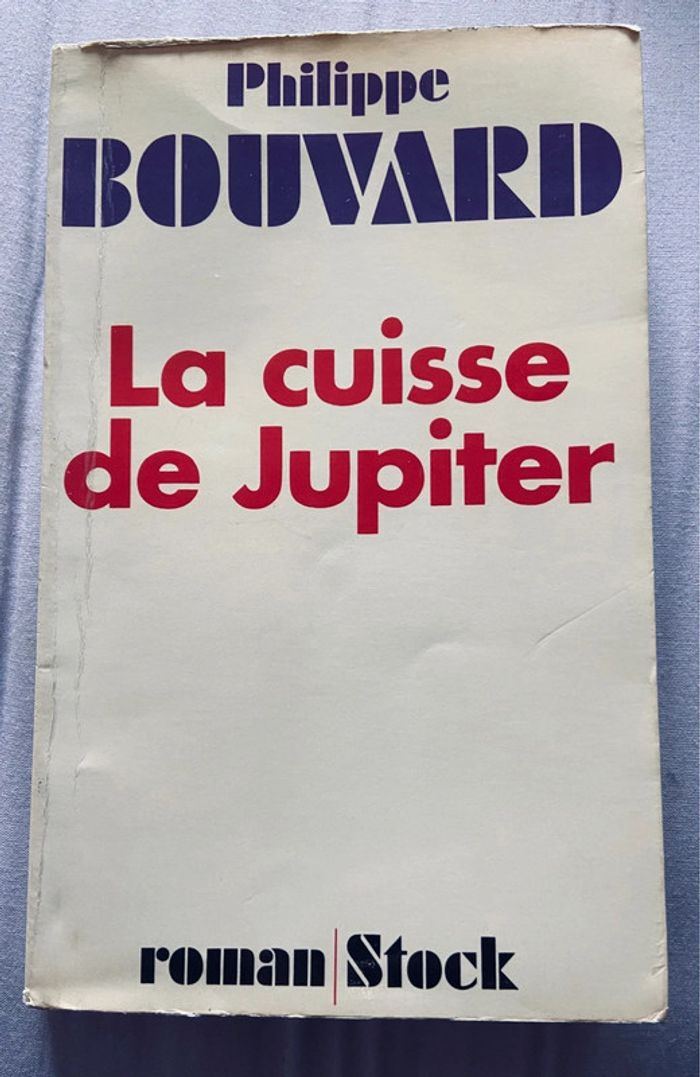 Philippe
BOUVARD
La cuisse
de Jupiter
roman|Stock